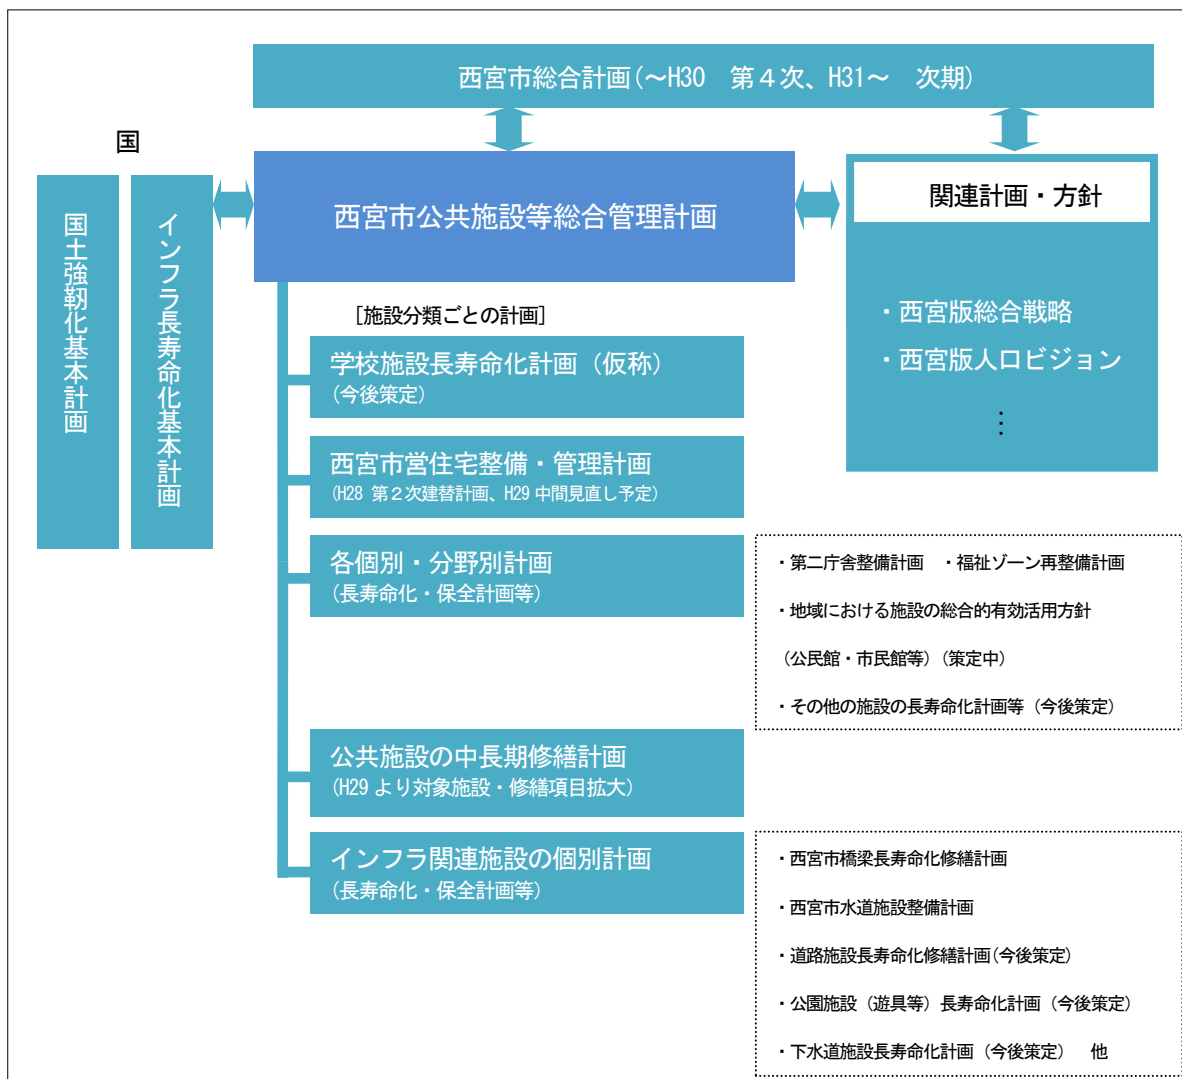 西宮市総合計画(～H30　第４次、H31～　次期)
国
国土強靭化基本計画
インフラ長寿命化基本計画
西宮市公共施設等総合管理計画
関連計画・方針
・西宮版総合戦略
・西宮版人口ビジョン
…
[施設分類ごとの計画]
学校施設長寿命化計画（仮称）
(今後策定)
西宮市営住宅整備・管理計画
(H28 第２次建替計画、H29 中間見直し予定)
各個別・分野別計画
(長寿命化・保全計画等)
・第二庁舎整備計画　・福祉ゾーン再整備計画
・地域における施設の総合的有効活用方針
(公民館・市民館等)(策定中)
・その他の施設の長寿命化計画等（今後策定）
公共施設の中長期修繕計画
(H29 より対象施設・修繕項目拡大)
インフラ関連施設の個別計画
(長寿命化・保全計画等)
・西宮市橋梁長寿命化修繕計画
・西宮市水道施設整備計画
・道路施設長寿命化修繕計画(今後策定)
・公園施設（遊具等）長寿命化計画（今後策定）
・下水道施設長寿命化計画（今後策定）　他